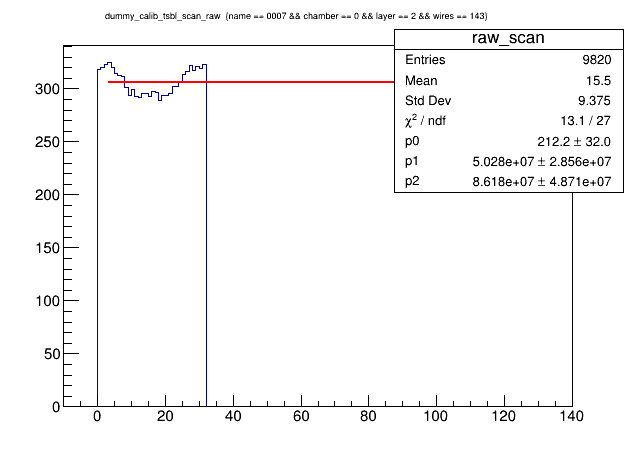 dummy_calib_tsbl_scan_raw (name == 0007 && chamber == 0 && layer == 2 && wires == 143)
raw_scan
Entries 9820
Mean 15.5
Std Dev 9.375
χ² / ndf 13.1 / 27
p0 212.2 ± 32.0
p1 5.028e+07 ± 2.856e+07
p2 8.618e+07 ± 4.871e+07
300
250
200
150
100
50
0
0 20 40 60 80 100 120 140